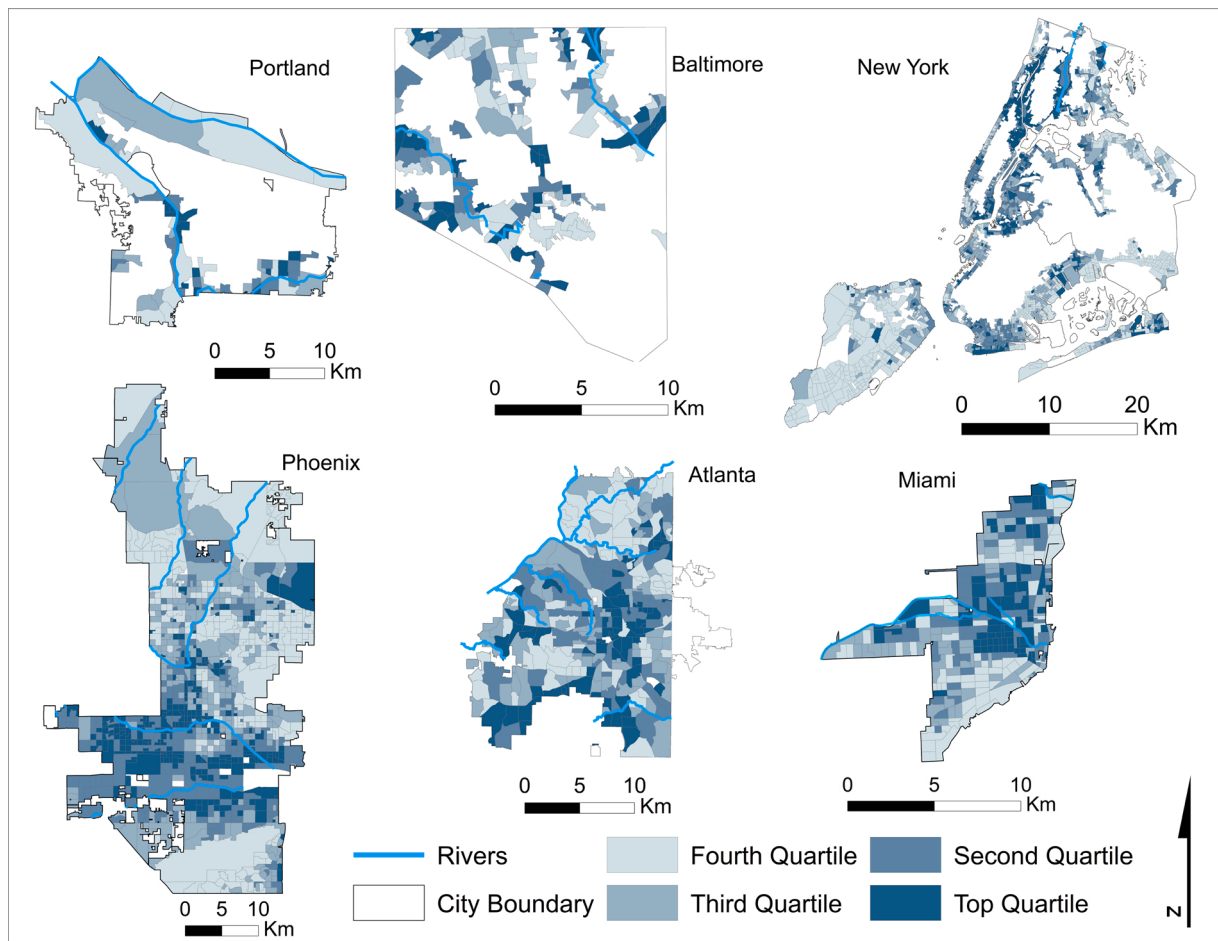 Portland
Baltimore
New York
0 5 10
Km
0 5 10
Km
0 10 20
Km
Phoenix
Atlanta
Miami
0 5 10
Km
0 5 10
Km
0 5 10
Km
Rivers
Fourth Quartile
Second Quartile
City Boundary
Third Quartile
Top Quartile
N